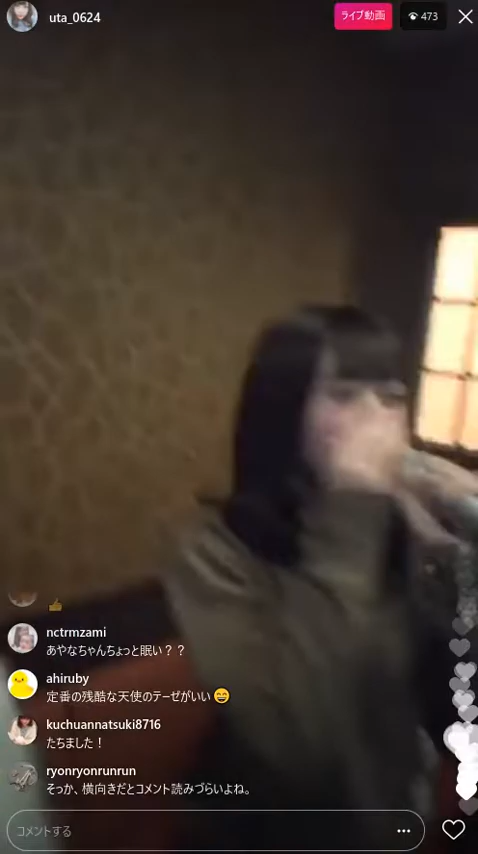 uta_0624
ライブ動画
473
nctrmzami
あやなちゃんちょっと眠い？？
ahiruby
定番の残酷な天使のテーゼがいい😄
kuchuannatsuki8716
たちました！
ryonryonrunrun
そっか、横向きだとコメント読みづらいよね。
コメントする